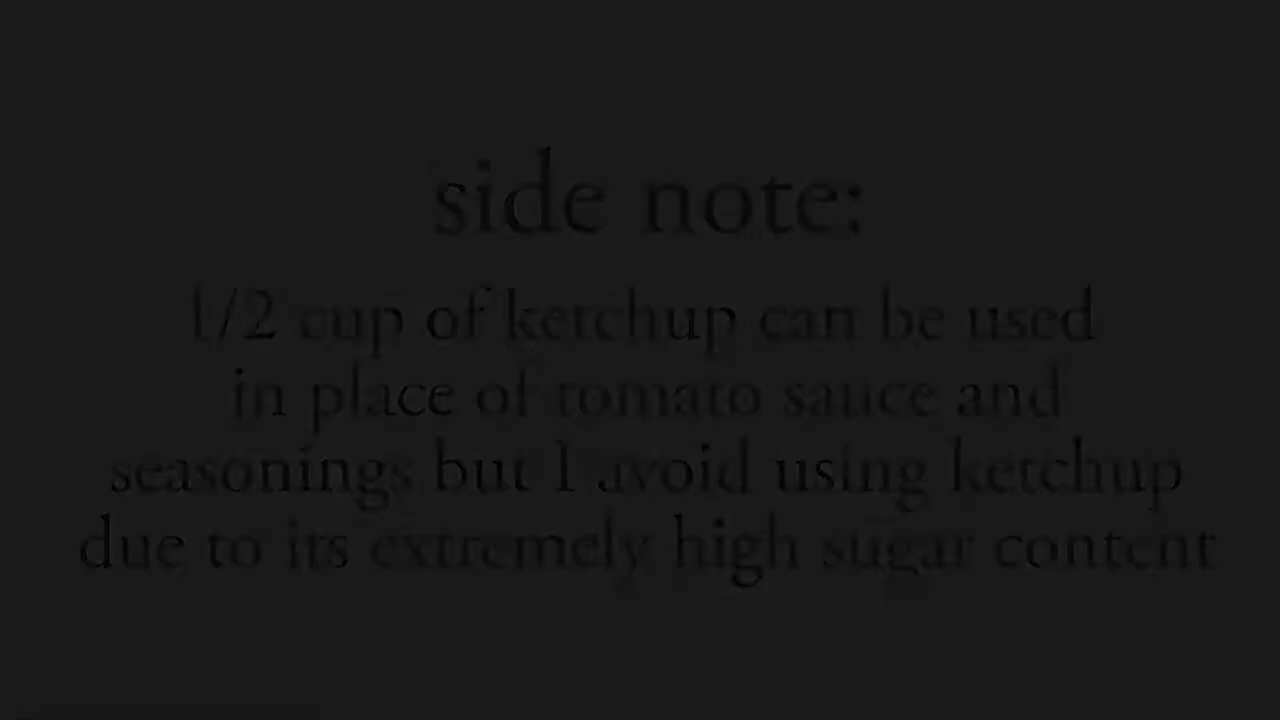 side note:
1/2 cup of ketchup can be used
in place of tomato sauce and
seasonings but I avoid using ketchup
due to its extremely high sugar content